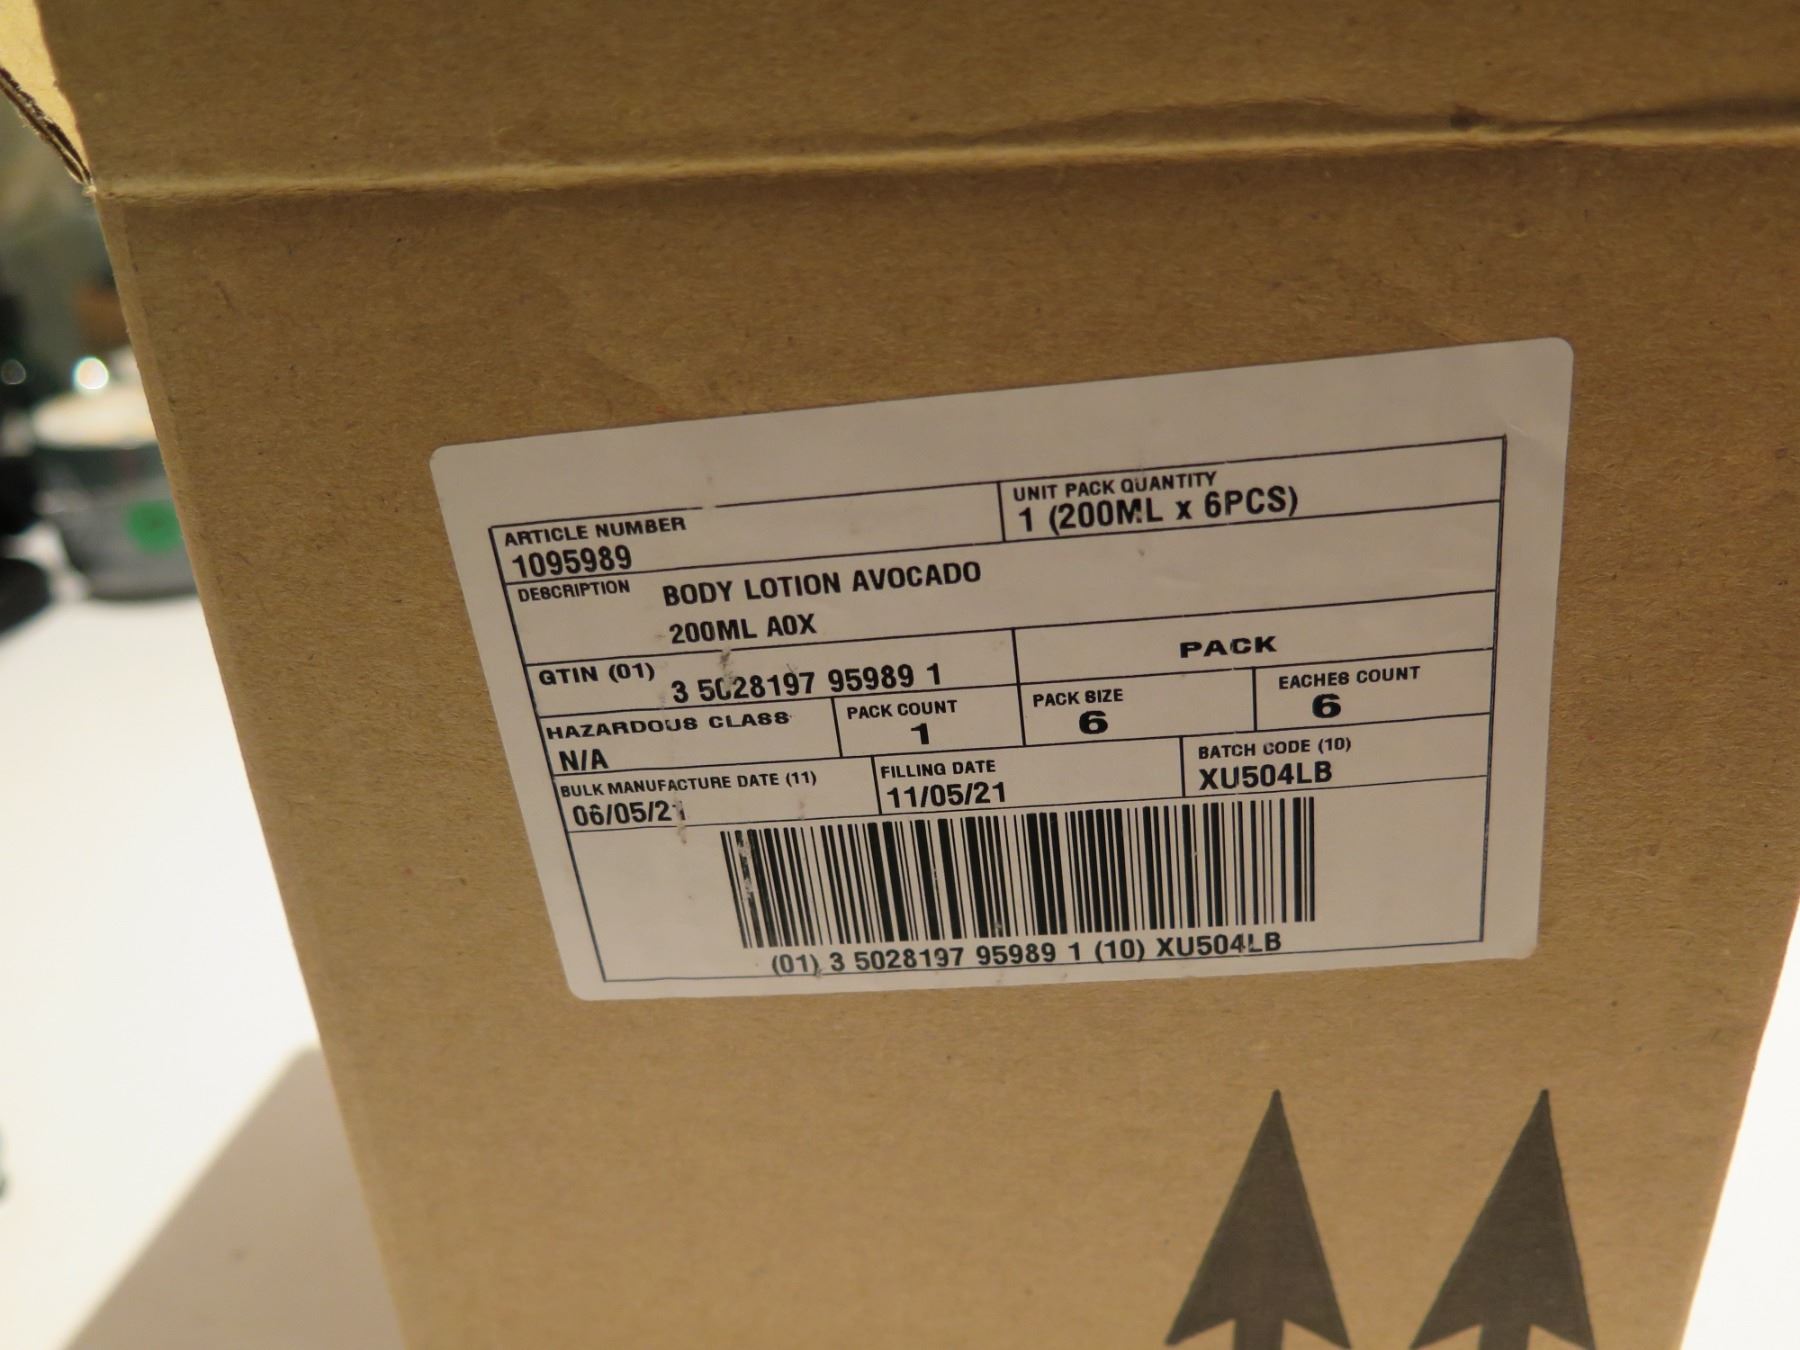 ARTICLE NUMBER
1095989
UNIT PACK QUANTITY
1 (200ML x 6PCS)
DESCRIPTION
BODY LOTION AVOCADO
200ML A0X
GTIN (01)
3 5028197 95989 1
PACK
HAZARDOUS CLASS
N/A
PACK COUNT
1
PACK SIZE
6
EACHES COUNT
6
BULK MANUFACTURE DATE (11)
06/05/21
FILLING DATE
11/05/21
BATCH CODE (10)
XU504LB
(01) 3 5028197 95989 1 (10) XU504LB